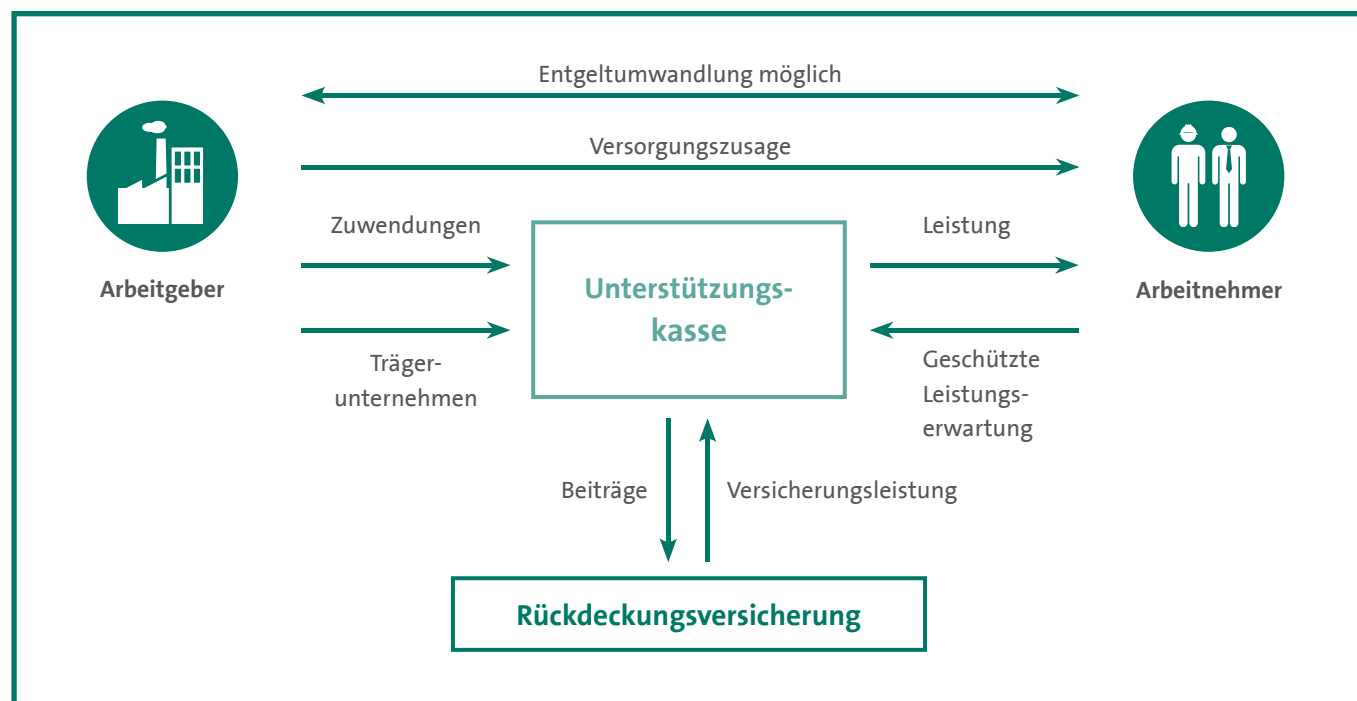 Entgeltumwandlung möglich
Versorgungszusage
Zuwendungen
Leistung
Unterstützungs-
kasse
Arbeitgeber
Arbeitnehmer
Träger-
unternehmen
Geschützte
Leistungs-
erwartung
Beiträge
Versicherungsleistung
Rückdeckungsversicherung